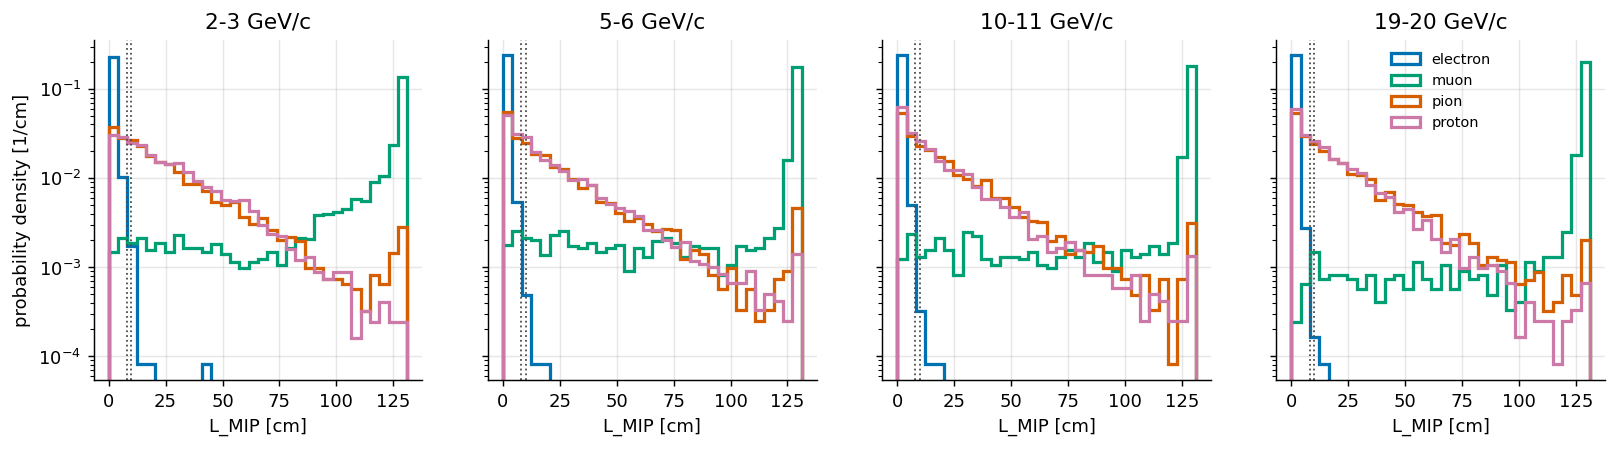 2-3 GeV/c
5-6 GeV/c
10-11 GeV/c
19-20 GeV/c
probability density [1/cm]
10⁻¹
10⁻²
10⁻³
10⁻⁴
electron
muon
pion
proton
0 25 50 75 100 125
0 25 50 75 100 125
0 25 50 75 100 125
0 25 50 75 100 125
L_MIP [cm]
L_MIP [cm]
L_MIP [cm]
L_MIP [cm]